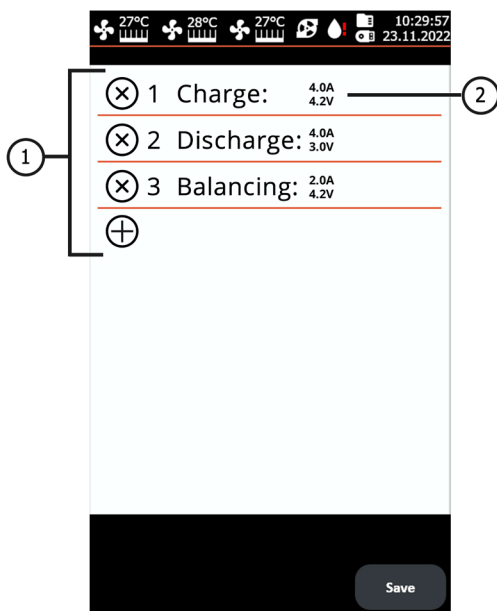 27°C 28°C 27°C 10:29:57
23.11.2022
1 Charge: 4.0A
4.2V
2
2 Discharge: 4.0A
3.0V
1
3 Balancing: 2.0A
4.2V
Save